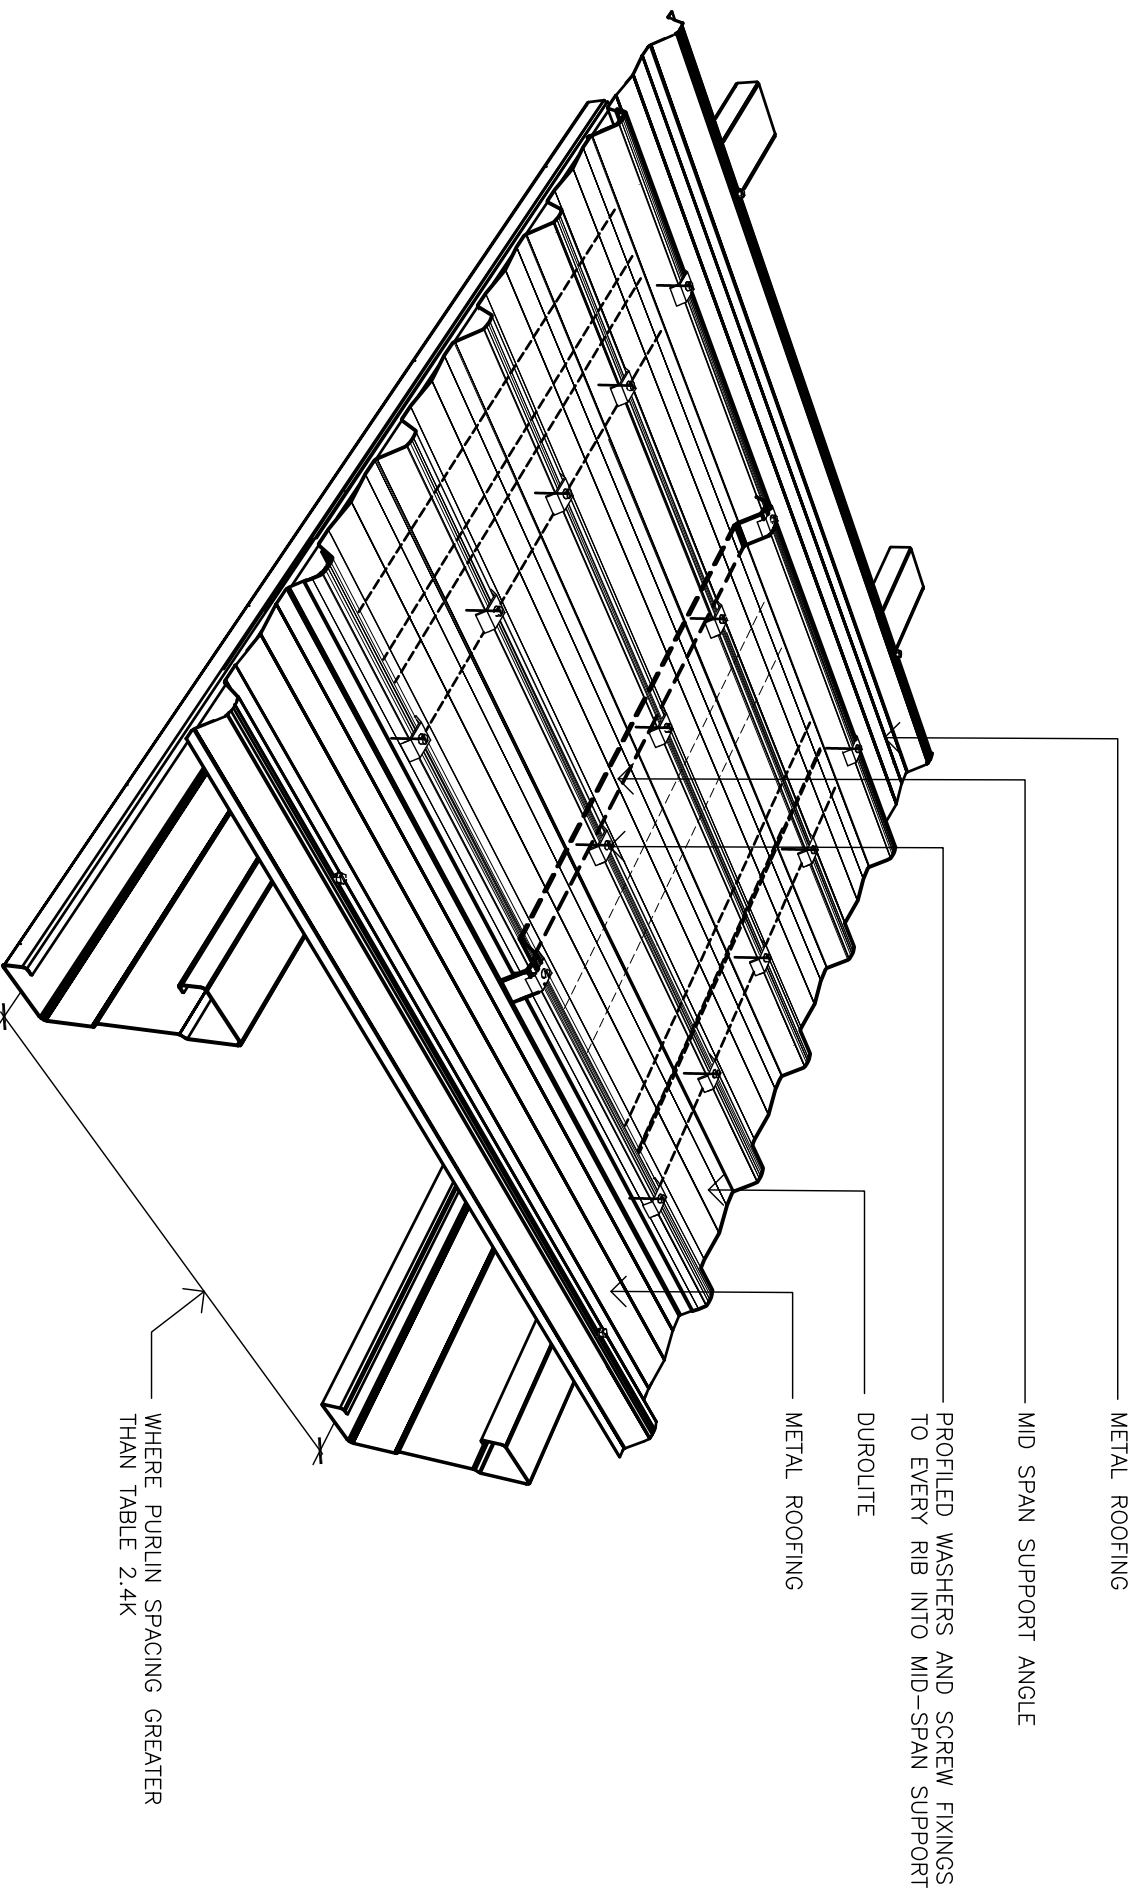 METAL ROOFING
MID SPAN SUPPORT ANGLE
PROFILED WASHERS AND SCREW FIXINGS
TO EVERY RIB INTO MID-SPAN SUPPORT
DUROLITE
METAL ROOFING
WHERE PURLIN SPACING GREATER
THAN TABLE 2.4K